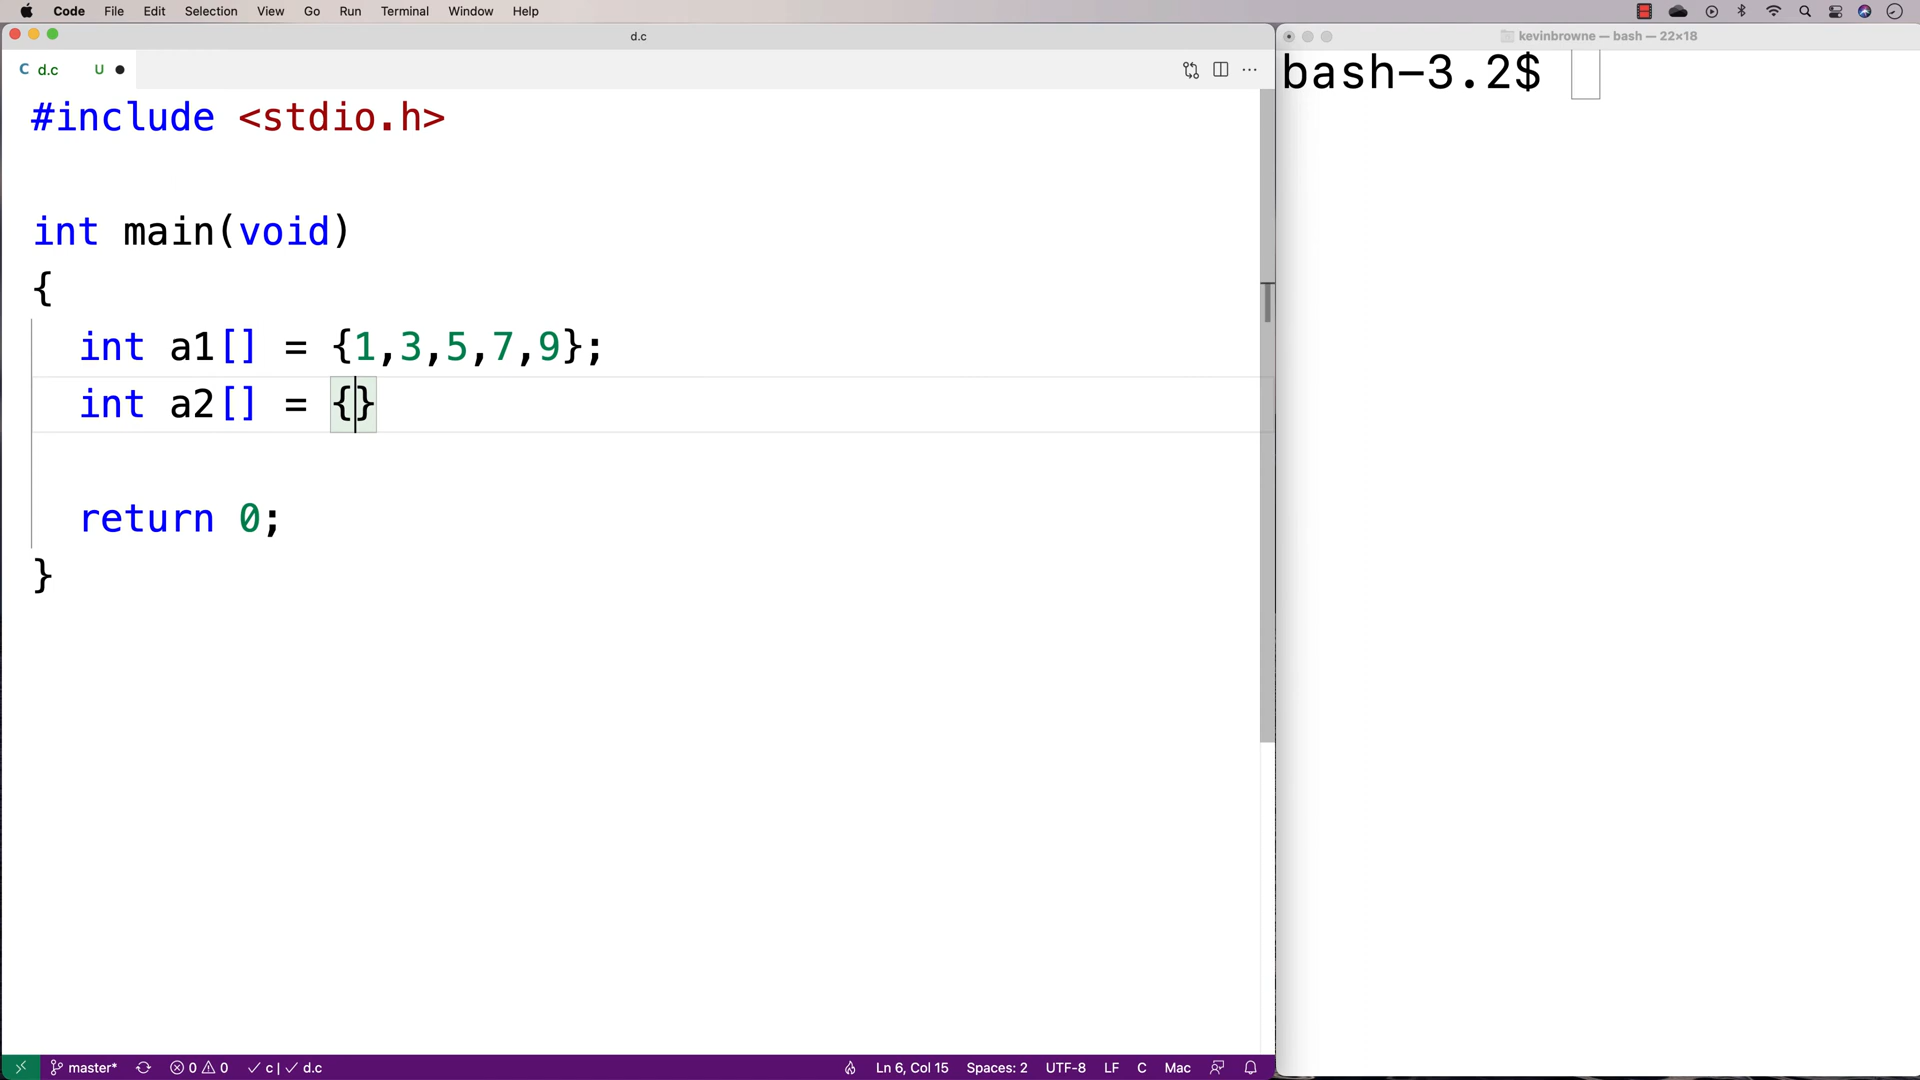 Code File Edit Selection View Go Run Terminal Window Help
d.c
kevinbrowne — bash — 22×18
C d.c U
bash-3.2$
#include <stdio.h>
int main(void)
{
int a1[] = {1,3,5,7,9};
int a2[] = {}
return 0;
}
master* 0 0 c | d.c Ln 6, Col 15 Spaces: 2 UTF-8 LF C Mac